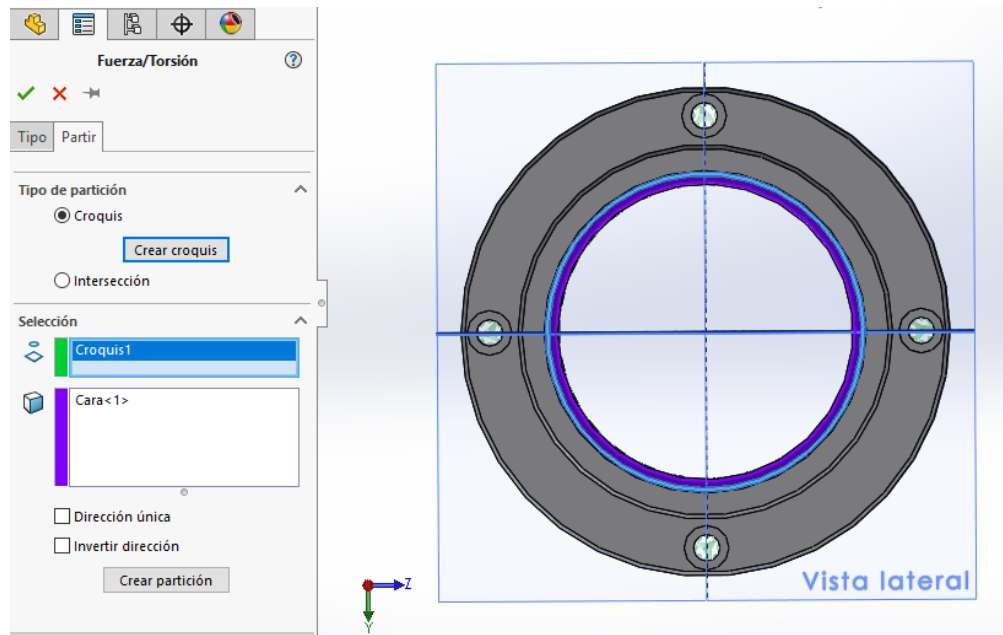 Fuerza/Torsión
?
Tipo
Partir
Tipo de partición
Croquis
Crear croquis
Intersección
Selección
Croquis1
Cara<1>
Dirección única
Invertir dirección
Crear partición
Z
Y
Vista lateral